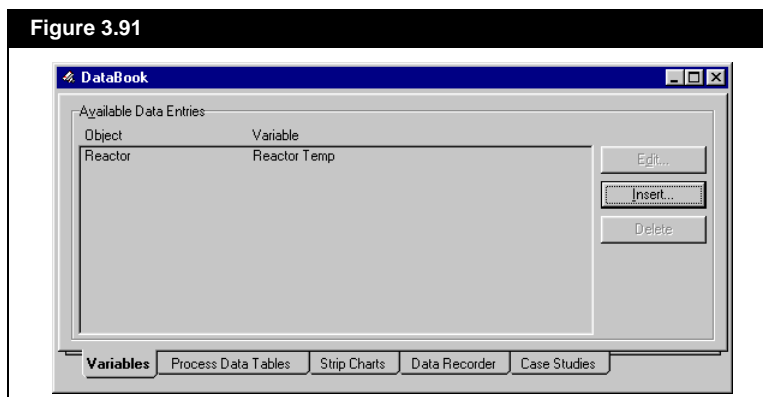 Figure 3.91
DataBook
Available Data Entries
Object Variable
Reactor Reactor Temp
Edit...
Insert...
Delete
Variables Process Data Tables Strip Charts Data Recorder Case Studies